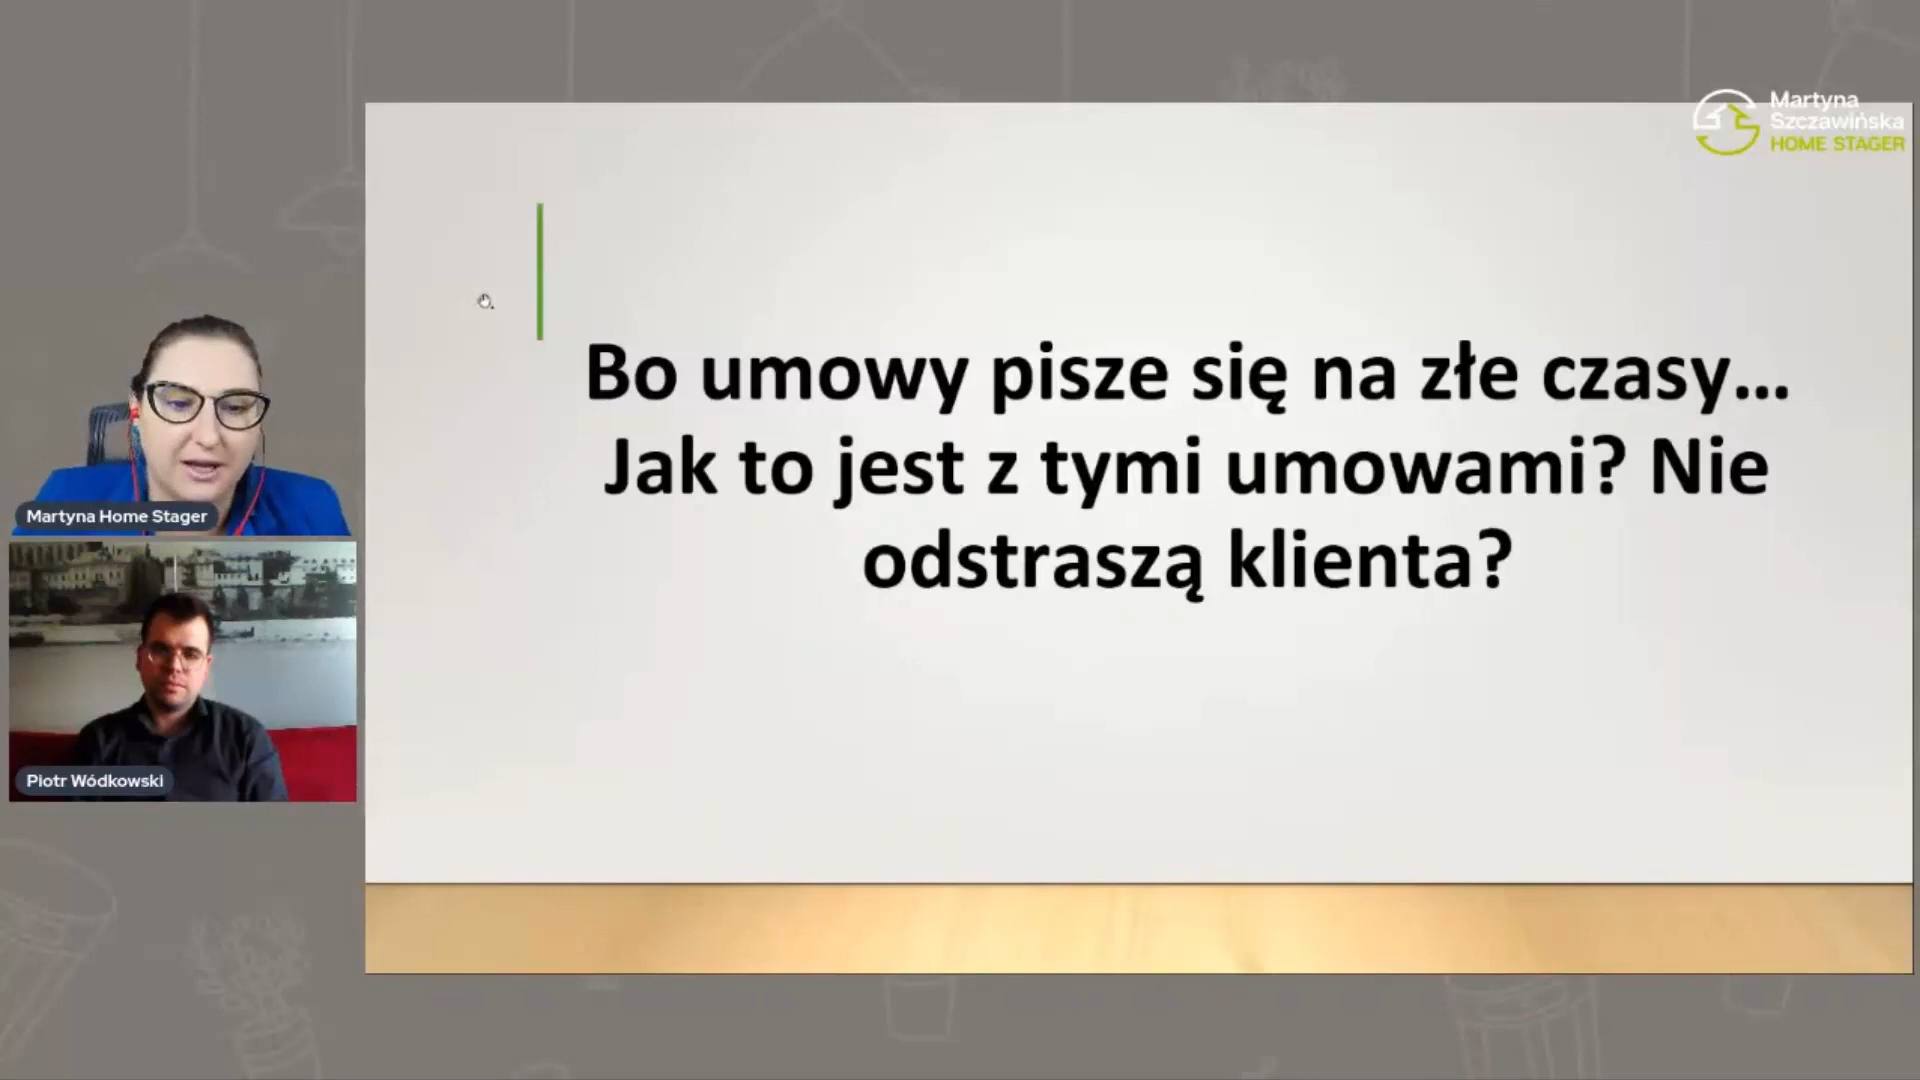 Martyna
Szczawińska
HOME STAGER
Bo umowy pisze się na złe czasy...
Jak to jest z tymi umowami? Nie
odstraszą klienta?
Martyna Home Stager
Piotr Wódkowski